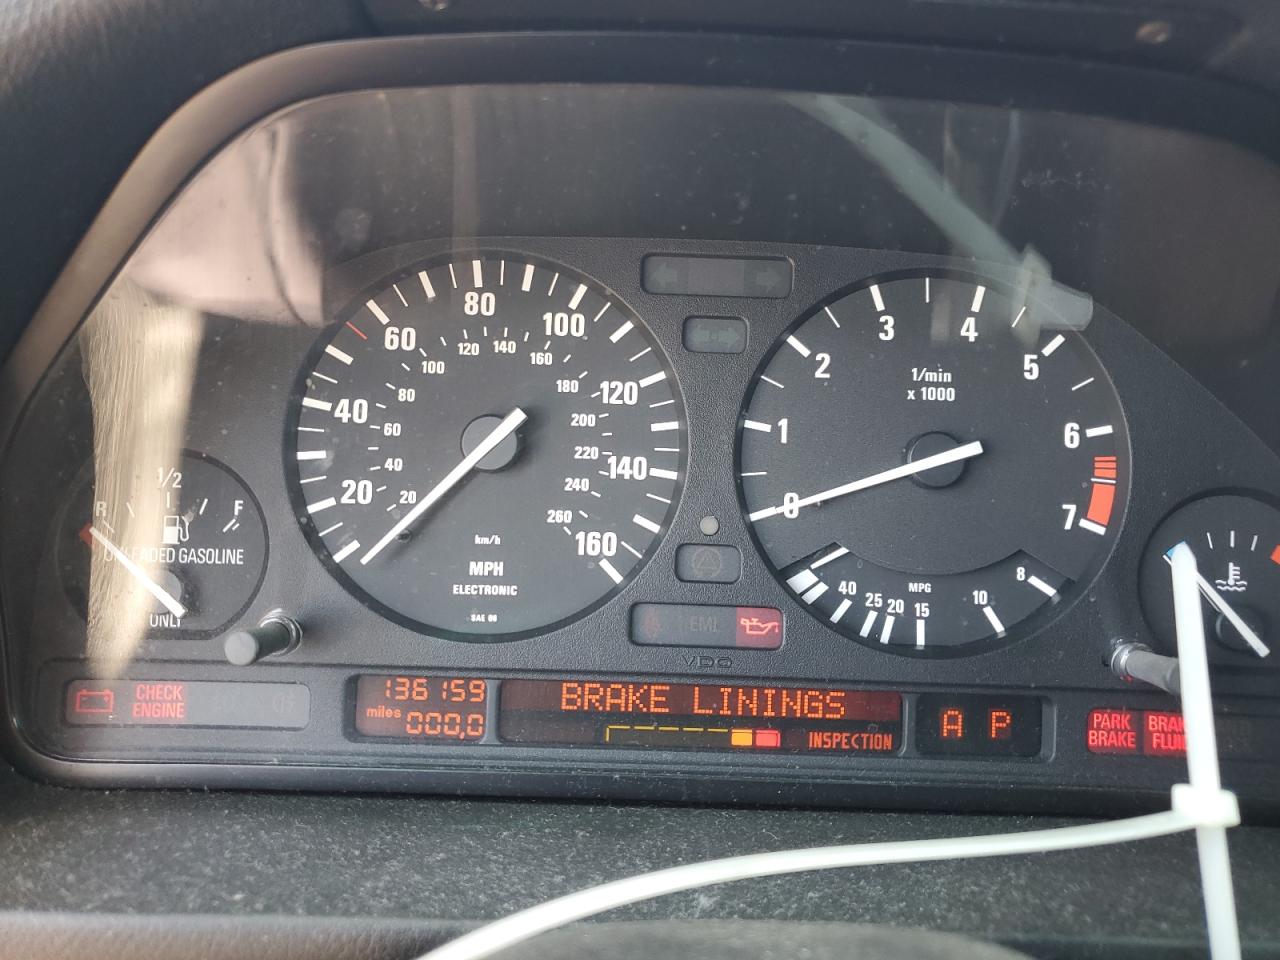 1/2
R
F
UNLEADED GASOLINE
ONLY
20
40
60
80
100
120
140
160
20
40
60
80
100
120
140
160
180
200
220
240
260
km/h
MPH
ELECTRONIC
EML
VDO
0
1
2
3
4
5
6
7
1/min
x 1000
MPG
40
25
20
15
10
8
CHECK
ENGINE
136159
miles 000,0
BRAKE LININGS
INSPECTION
A P
PARK
BRAKE